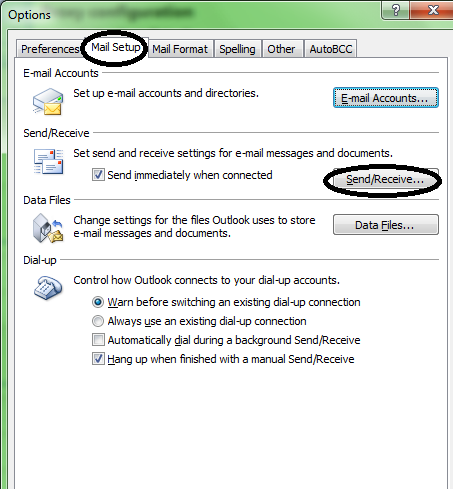 Options
Preferences Mail Setup Mail Format Spelling Other AutoBCC
E-mail Accounts
Set up e-mail accounts and directories.
E-mail Accounts...
Send/Receive
Set send and receive settings for e-mail messages and documents.
Send immediately when connected
Send/Receive...
Data Files
Change settings for the files Outlook uses to store
e-mail messages and documents.
Data Files...
Dial-up
Control how Outlook connects to your dial-up accounts.
Warn before switching an existing dial-up connection
Always use an existing dial-up connection
Automatically dial during a background Send/Receive
Hang up when finished with a manual Send/Receive